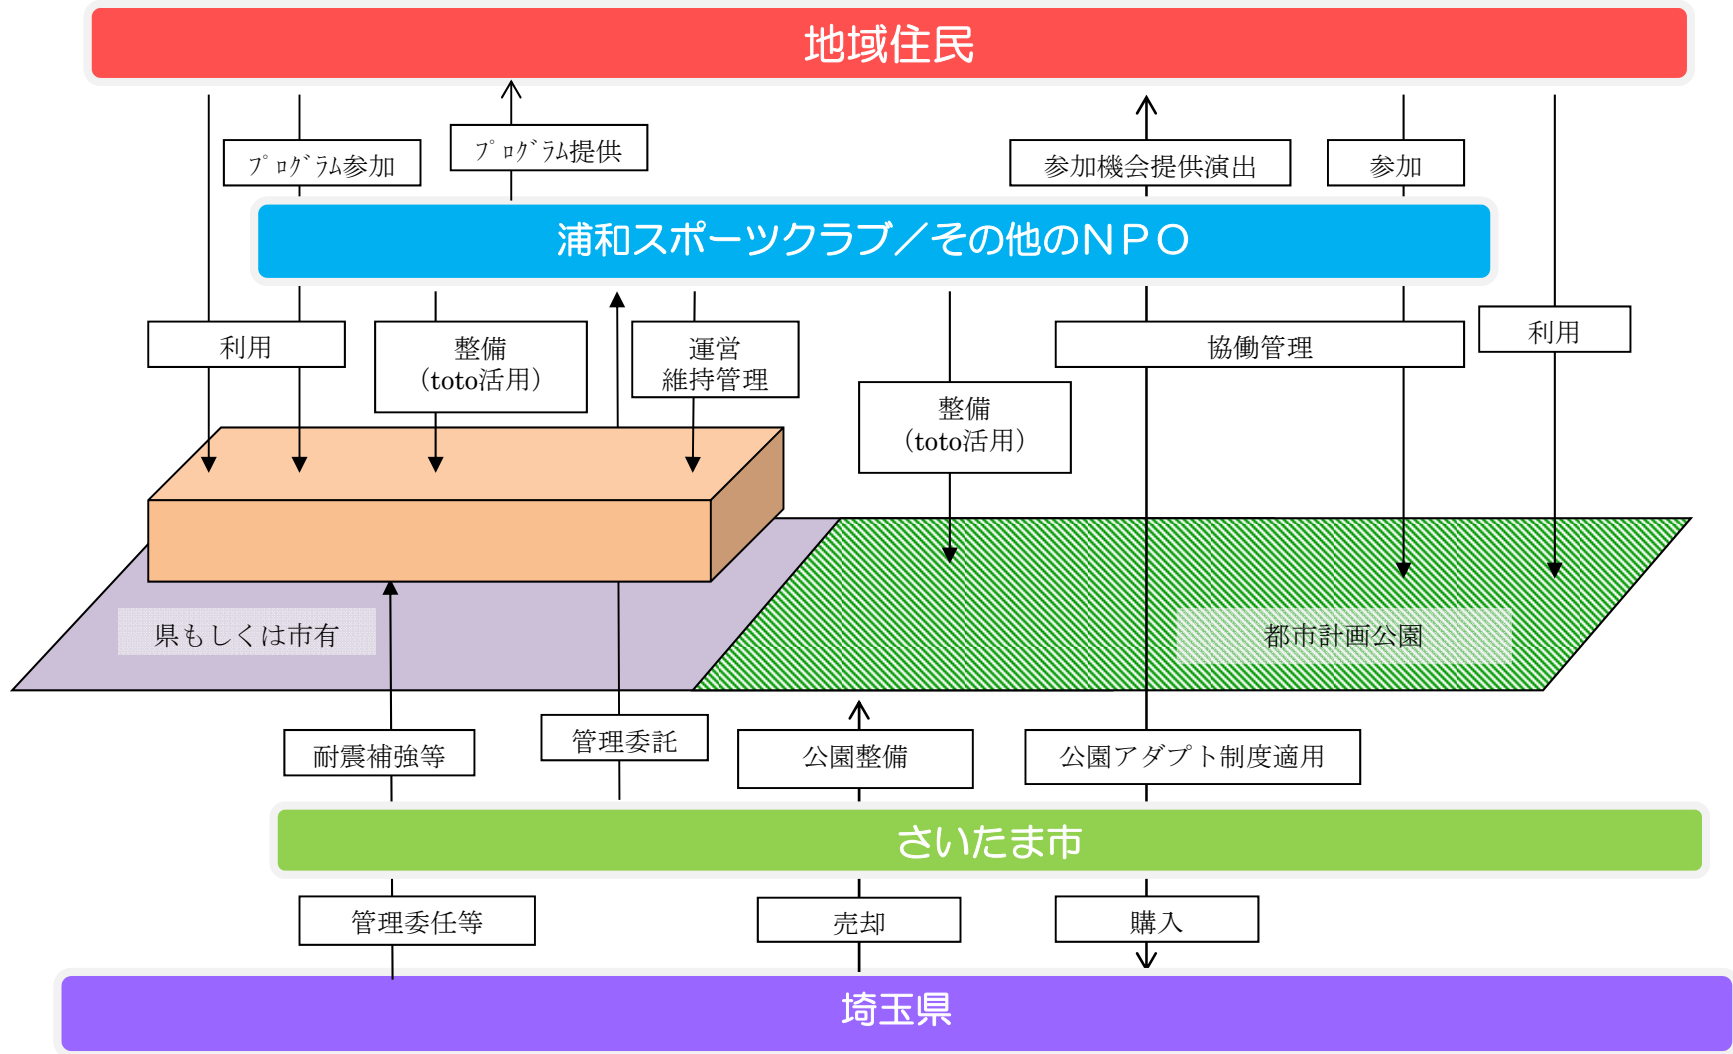 地域住民
ﾌﾟﾛｸﾞﾗﾑ参加
ﾌﾟﾛｸﾞﾗﾑ提供
参加機会提供演出
参加
浦和スポーツクラブ／その他のＮＰＯ
利用
整備
（toto活用）
運営
維持管理
協働管理
利用
整備
（toto活用）
県もしくは市有
都市計画公園
耐震補強等
管理委託
公園整備
公園アダプト制度適用
さいたま市
管理委任等
売却
購入
埼玉県